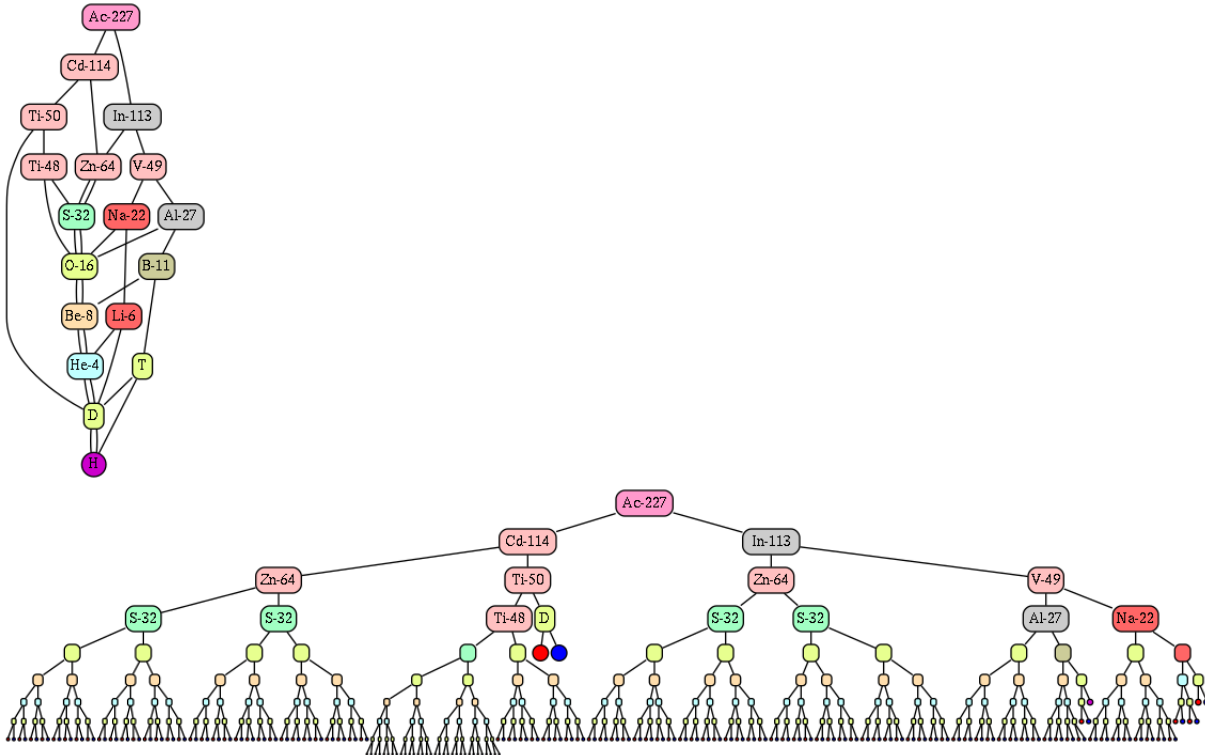 Ac-227
Cd-114
Ti-50 In-113
Ti-48 Zn-64 V-49
S-32 Na-22 Al-27
O-16 B-11
Be-8 Li-6
He-4 T
D
H
Ac-227
Cd-114 In-113
Zn-64 Ti-50 Zn-64 V-49
S-32 S-32 Ti-48 D S-32 S-32 Al-27 Na-22